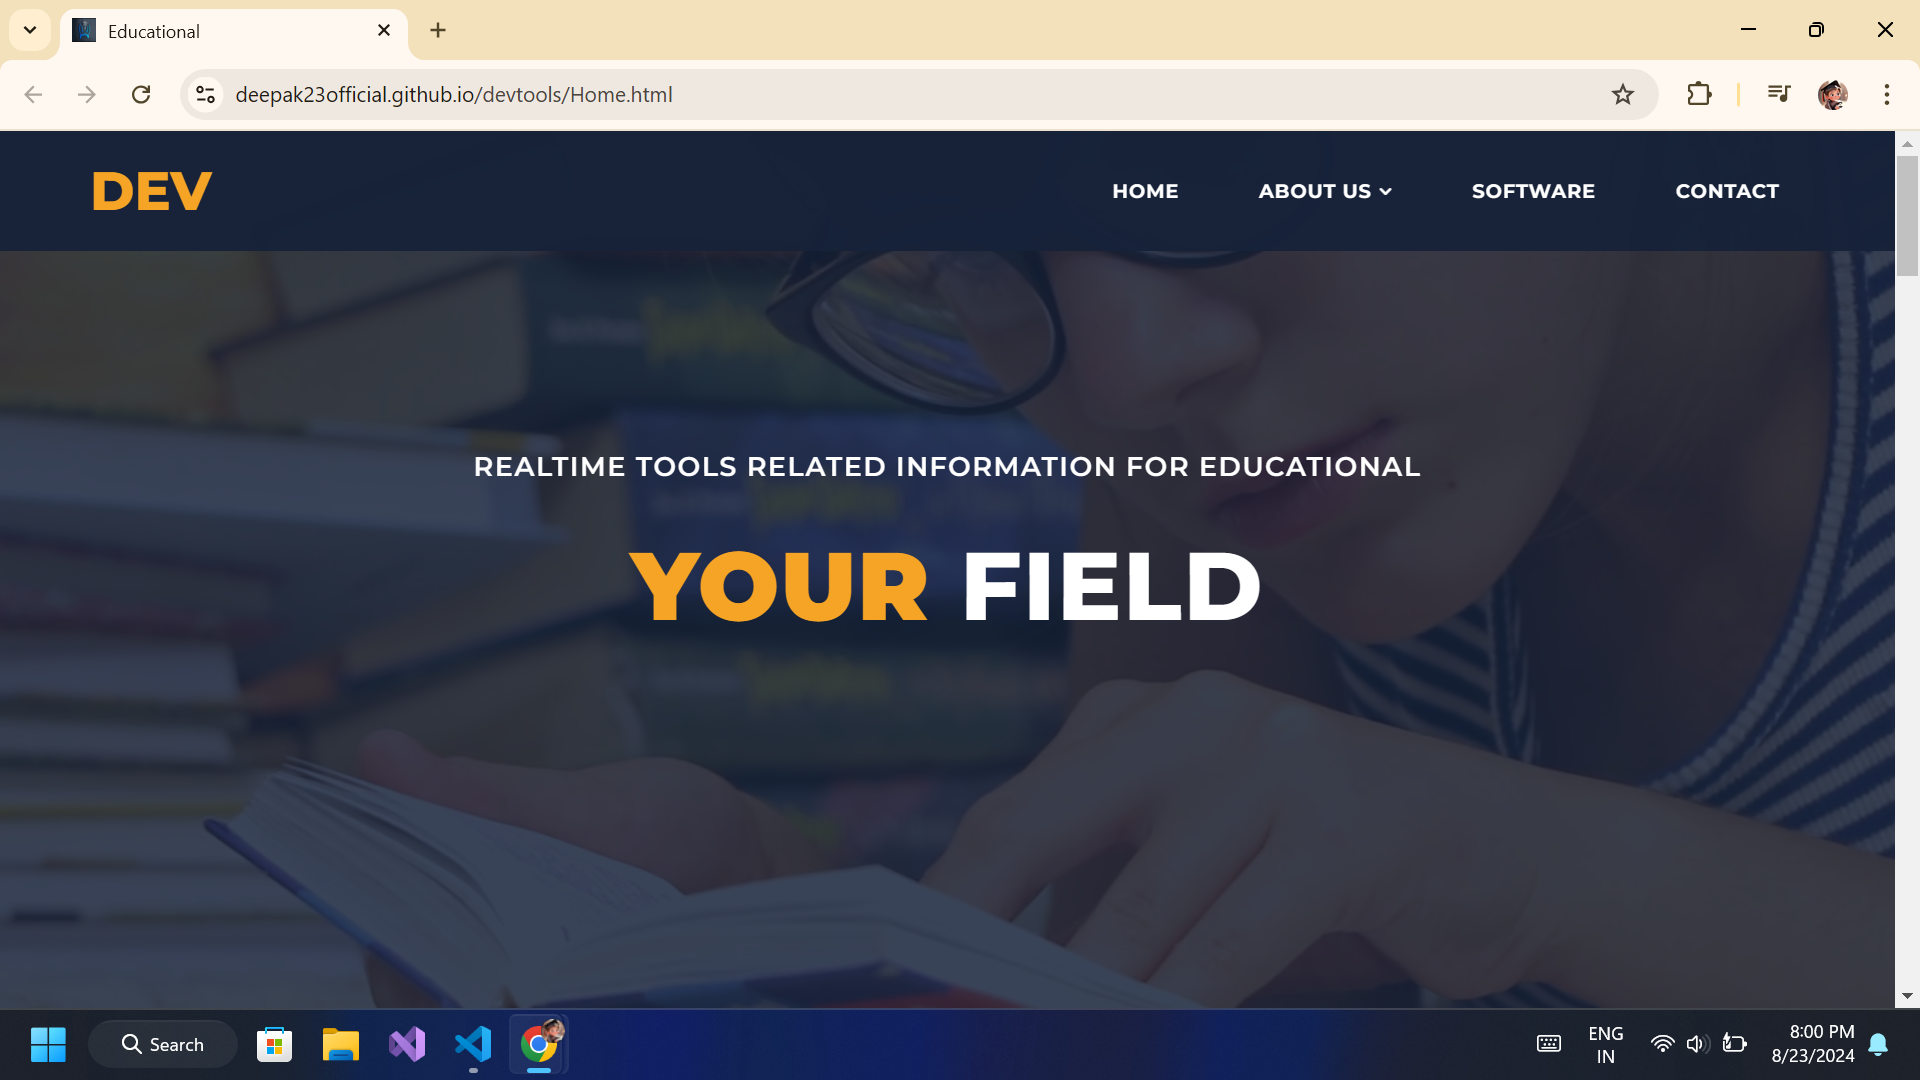 Educational
deepak23official.github.io/devtools/Home.html
DEV
HOME
ABOUT US
SOFTWARE
CONTACT
REALTIME TOOLS RELATED INFORMATION FOR EDUCATIONAL
YOUR FIELD
Search
ENG
IN
8:00 PM
8/23/2024